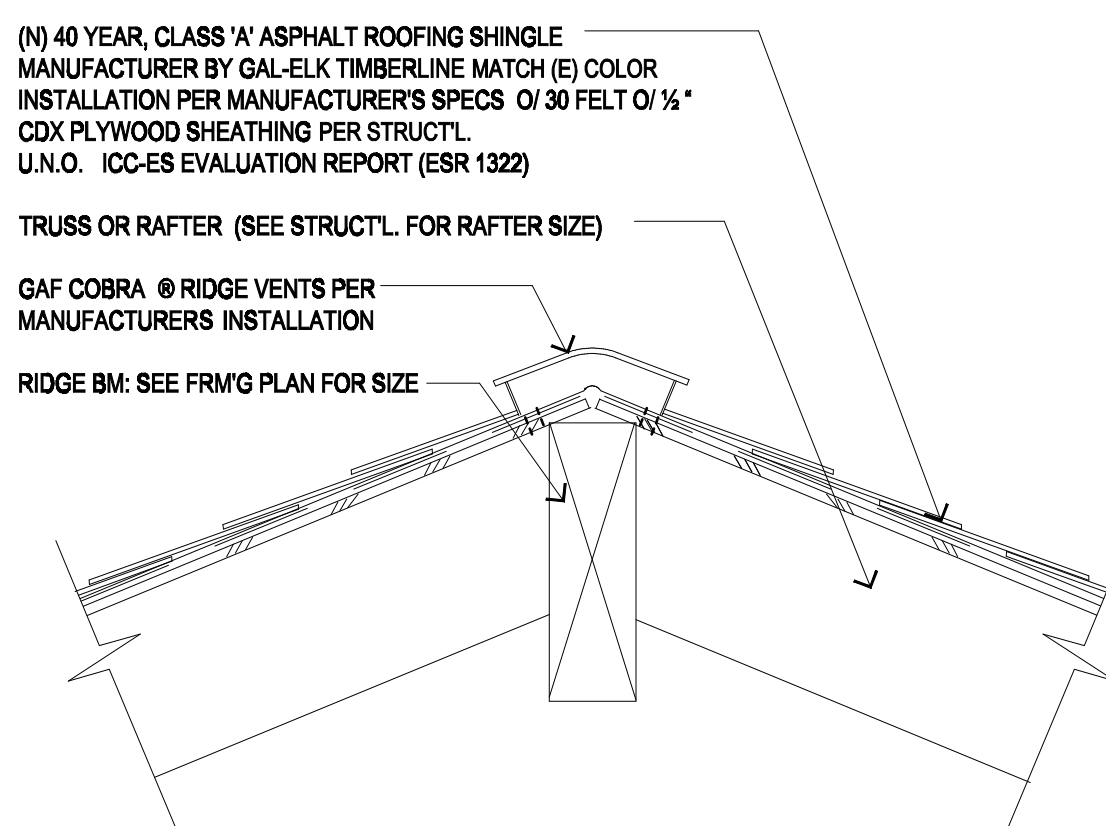 (N) 40 YEAR, CLASS 'A' ASPHALT ROOFING SHINGLE
MANUFACTURER BY GAL-ELK TIMBERLINE MATCH (E) COLOR
INSTALLATION PER MANUFACTURER'S SPECS O/ 30 FELT O/ ½ "
CDX PLYWOOD SHEATHING PER STRUCT'L.
U.N.O. ICC-ES EVALUATION REPORT (ESR 1322)
TRUSS OR RAFTER (SEE STRUCT'L. FOR RAFTER SIZE)
GAF COBRA ® RIDGE VENTS PER
MANUFACTURERS INSTALLATION
RIDGE BM: SEE FRM'G PLAN FOR SIZE